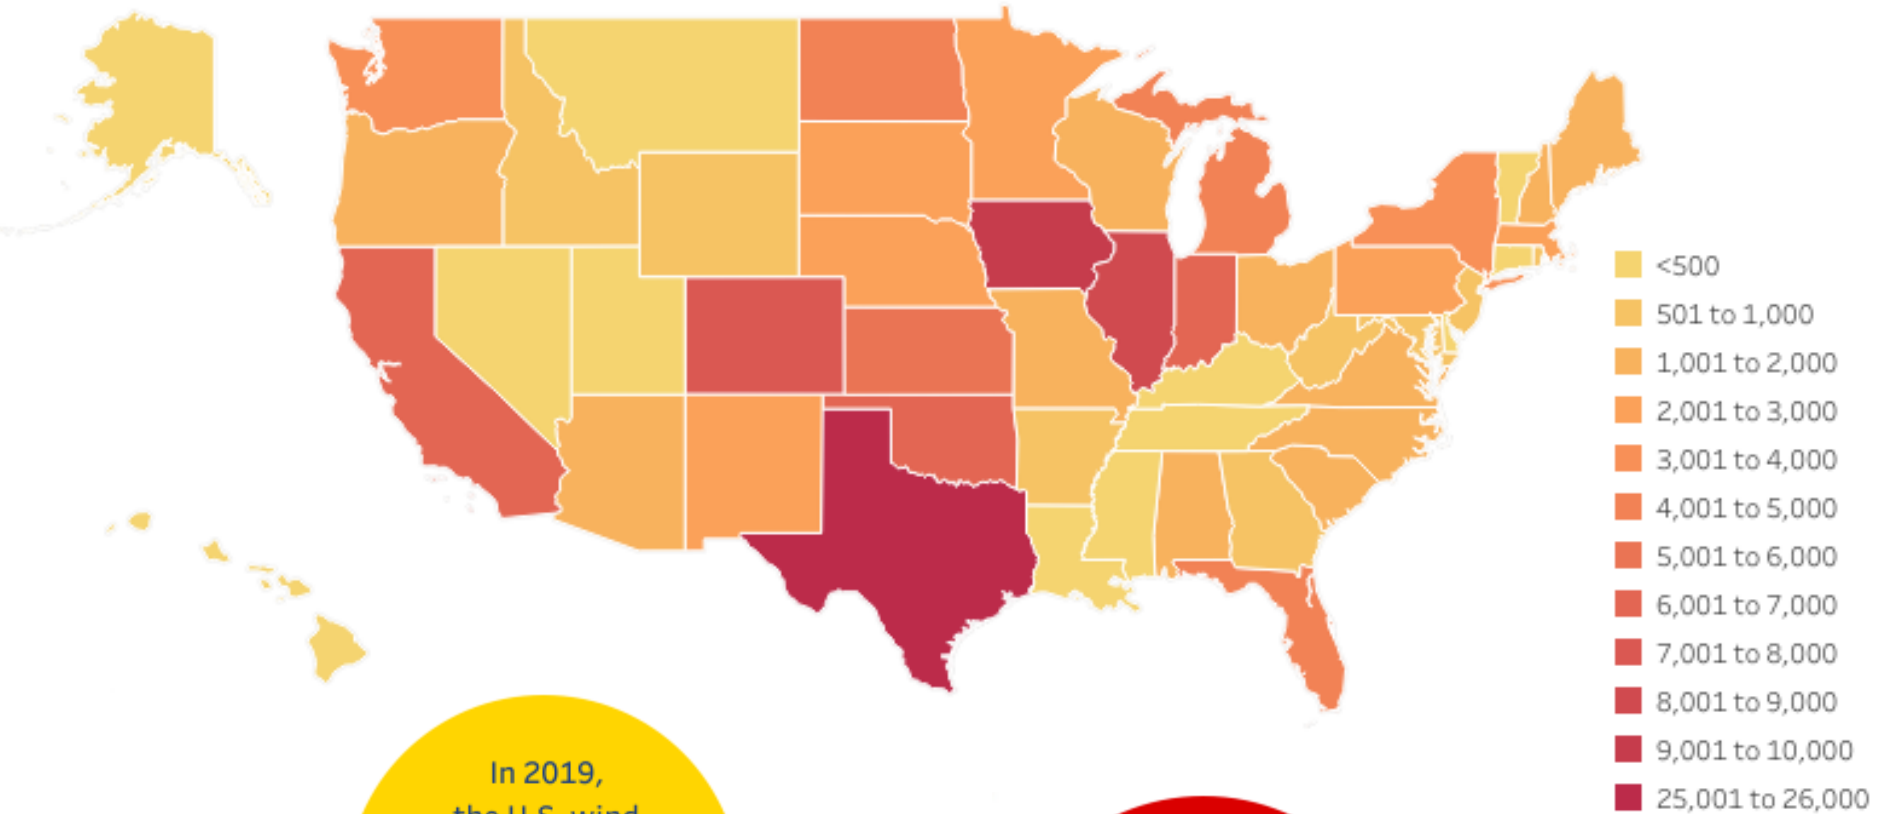 <500
501 to 1,000
1,001 to 2,000
2,001 to 3,000
3,001 to 4,000
4,001 to 5,000
5,001 to 6,000
6,001 to 7,000
7,001 to 8,000
8,001 to 9,000
9,001 to 10,000
25,001 to 26,000
In 2019,
the U.S. wind